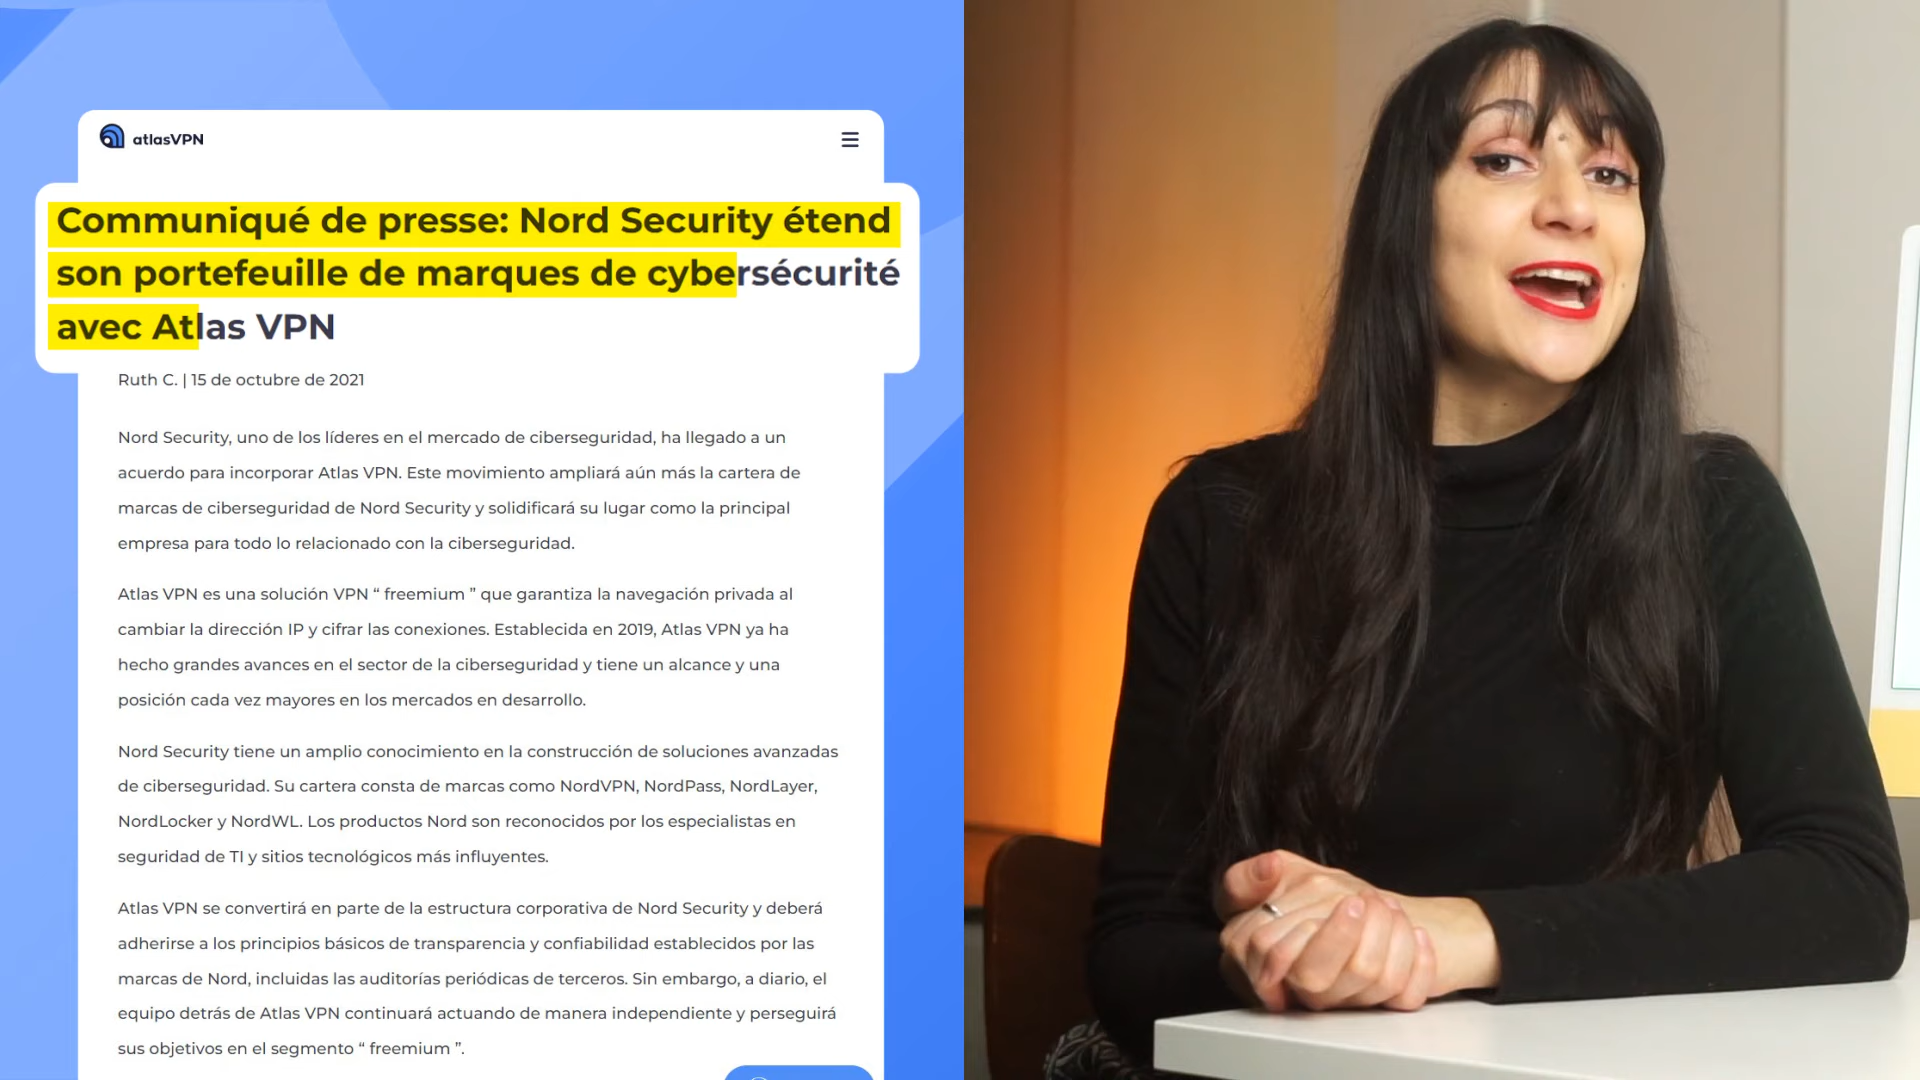 atlasVPN
Communiqué de presse: Nord Security étend
son portefeuille de marques de cybersécurité
avec Atlas VPN
Ruth C. | 15 de octubre de 2021
Nord Security, uno de los líderes en el mercado de ciberseguridad, ha llegado a un
acuerdo para incorporar Atlas VPN. Este movimiento ampliará aún más la cartera de
marcas de ciberseguridad de Nord Security y solidificará su lugar como la principal
empresa para todo lo relacionado con la ciberseguridad.
Atlas VPN es una solución VPN “ freemium ” que garantiza la navegación privada al
cambiar la dirección IP y cifrar las conexiones. Establecida en 2019, Atlas VPN ya ha
hecho grandes avances en el sector de la ciberseguridad y tiene un alcance y una
posición cada vez mayores en los mercados en desarrollo.
Nord Security tiene un amplio conocimiento en la construcción de soluciones avanzadas
de ciberseguridad. Su cartera consta de marcas como NordVPN, NordPass, NordLayer,
NordLocker y NordWL. Los productos Nord son reconocidos por los especialistas en
seguridad de TI y sitios tecnológicos más influyentes.
Atlas VPN se convertirá en parte de la estructura corporativa de Nord Security y deberá
adherirse a los principios básicos de transparencia y confiabilidad establecidos por las
marcas de Nord, incluidas las auditorías periódicas de terceros. Sin embargo, a diario, el
equipo detrás de Atlas VPN continuará actuando de manera independiente y perseguirá
sus objetivos en el segmento “ freemium ”.